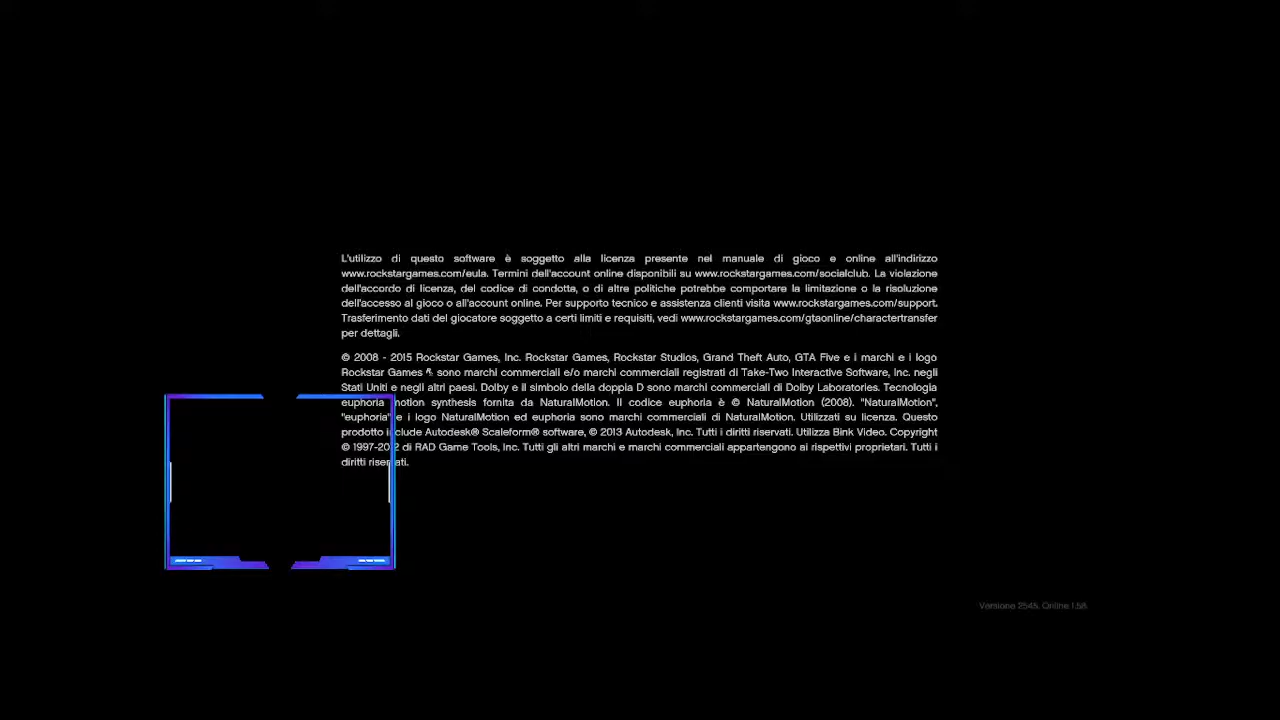 L'utilizzo di questo software è soggetto alla licenza presente nel manuale di gioco e online all'indirizzo
www.rockstargames.com/eula. Termini dell'account online disponibili su www.rockstargames.com/socialclub. La violazione
dell'accordo di licenza, del codice di condotta, o di altre politiche potrebbe comportare la limitazione o la risoluzione
dell'accesso al gioco o all'account online. Per supporto tecnico e assistenza clienti visita www.rockstargames.com/support.
Trasferimento dati del giocatore soggetto a certi limiti e requisiti, vedi www.rockstargames.com/gtaonline/charactertransfer
per dettagli.
© 2008 - 2015 Rockstar Games, Inc. Rockstar Games, Rockstar Studios, Grand Theft Auto, GTA Five e i marchi e i logo
Rockstar Games R* sono marchi commerciali e/o marchi commerciali registrati di Take-Two Interactive Software, Inc. negli
Stati Uniti e negli altri paesi. Dolby e il simbolo della doppia D sono marchi commerciali di Dolby Laboratories. Tecnologia
euphoria motion synthesis fornita da NaturalMotion. Il codice euphoria è © NaturalMotion (2008). "NaturalMotion",
"euphoria" e i logo NaturalMotion ed euphoria sono marchi commerciali di NaturalMotion. Utilizzati su licenza. Questo
prodotto include Autodesk® Scaleform® software, © 2013 Autodesk, Inc. Tutti i diritti riservati. Utilizza Bink Video. Copyright
© 1997-2012 di RAD Game Tools, Inc. Tutti gli altri marchi e marchi commerciali appartengono ai rispettivi proprietari. Tutti i
diritti riservati.
Versione 2545. Online 1.58.